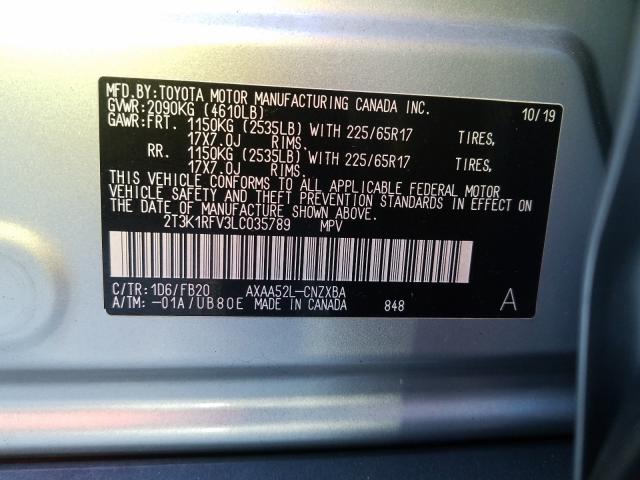 MFD.BY:TOYOTA MOTOR MANUFACTURING CANADA INC.
GVWR:2090KG (4610LB) 10/19
GAWR:FRT. 1150KG (2535LB) WITH 225/65R17 TIRES,
17X7.0J RIMS.
RR. 1150KG (2535LB) WITH 225/65R17 TIRES,
17X7.0J RIMS.
THIS VEHICLE CONFORMS TO ALL APPLICABLE FEDERAL MOTOR
VEHICLE SAFETY AND THEFT PREVENTION STANDARDS IN EFFECT ON
THE DATE OF MANUFACTURE SHOWN ABOVE.
2T3K1RFV3LC035789 MPV
C/TR:1D6/FB20 AXAA52L-CNZXBA
A/TM:-01A/UB80E MADE IN CANADA 848 A